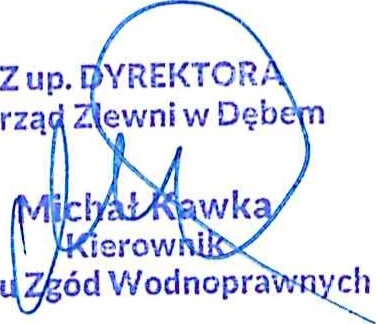 Z up. DYREKTORA
rząd Zlewni w Dębem
Michał Kawka
Kierownik
u Zgód Wodnoprawnych